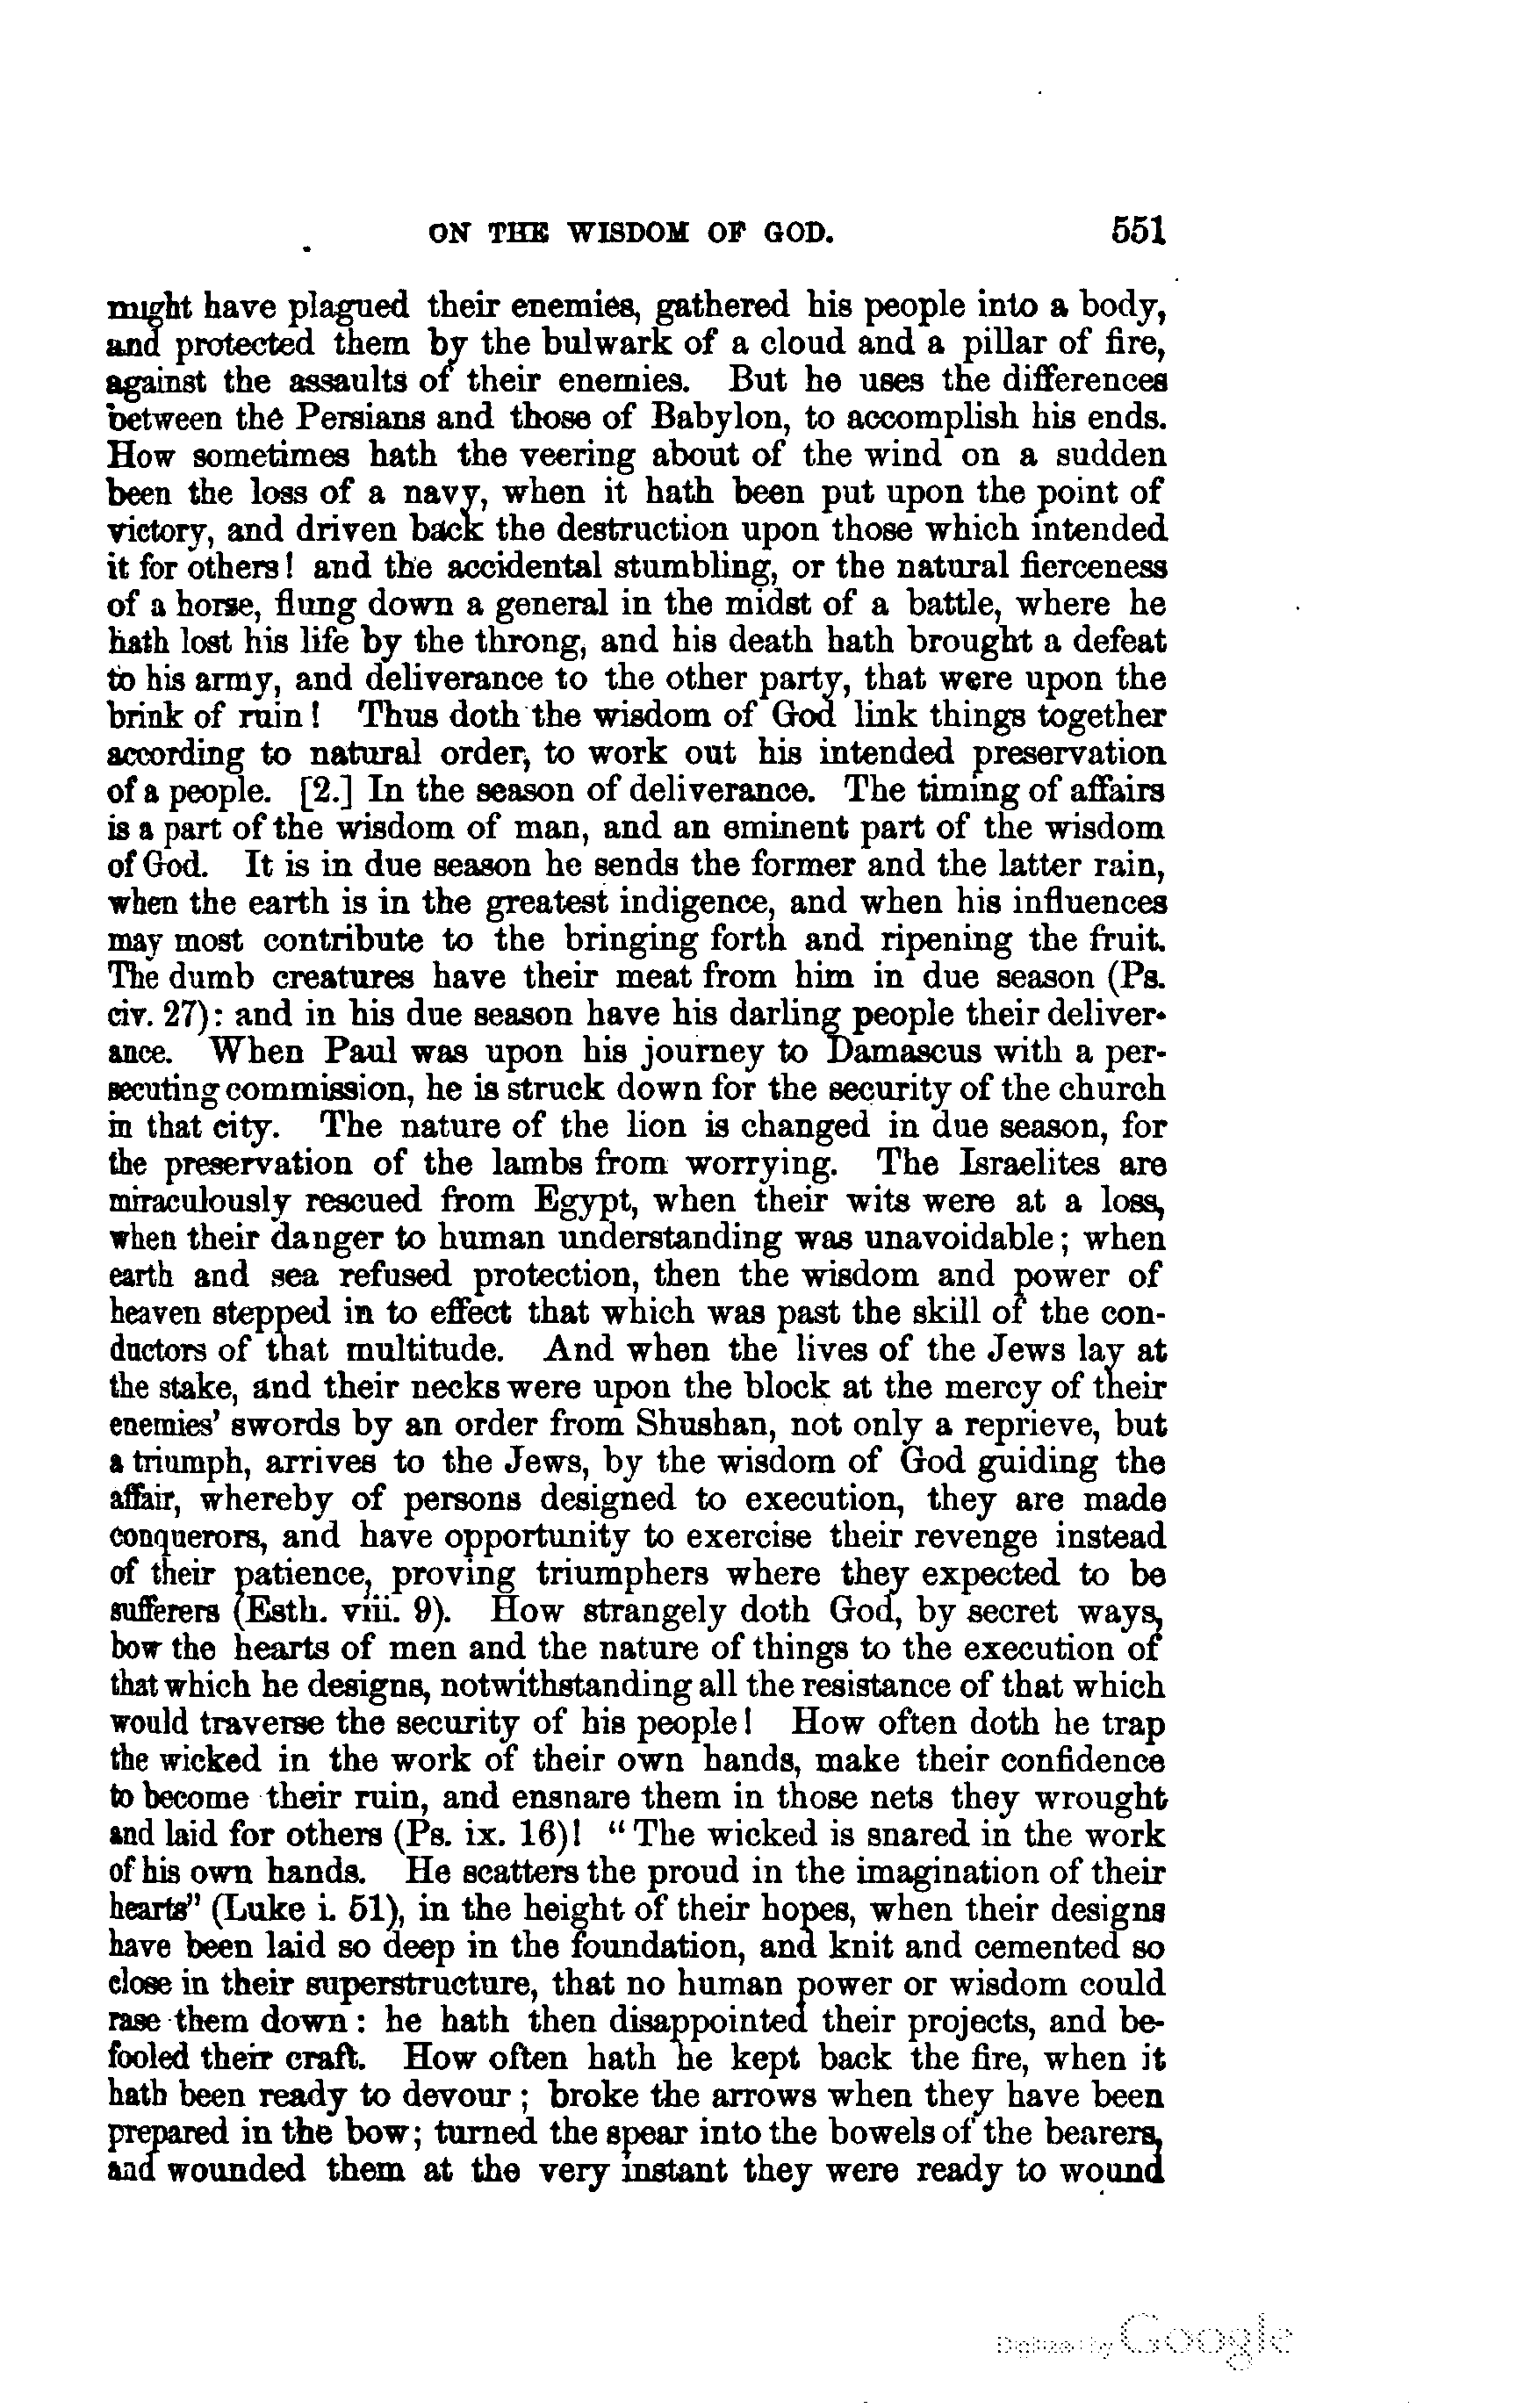 ON THE WISDOM OF GOD. 551
might have plagued their enemies, gathered his people into a body,
and protected them by the bulwark of a cloud and a pillar of fire,
against the assaults of their enemies. But he uses the differences
between the Persians and those of Babylon, to accomplish his ends.
How sometimes hath the veering about of the wind on a sudden
been the loss of a navy, when it hath been put upon the point of
victory, and driven back the destruction upon those which intended
it for others! and the accidental stumbling, or the natural fierceness
of a horse, flung down a general in the midst of a battle, where he
hath lost his life by the throng, and his death hath brought a defeat
to his army, and deliverance to the other party, that were upon the
brink of ruin! Thus doth the wisdom of God link things together
according to natural order, to work out his intended preservation
of a people. [2.] In the season of deliverance. The timing of affairs
is a part of the wisdom of man, and an eminent part of the wisdom
of God. It is in due season he sends the former and the latter rain,
when the earth is in the greatest indigence, and when his influences
may most contribute to the bringing forth and ripening the fruit.
The dumb creatures have their meat from him in due season (Ps.
civ. 27): and in his due season have his darling people their deliver-
ance. When Paul was upon his journey to Damascus with a per-
secuting commission, he is struck down for the security of the church
in that city. The nature of the lion is changed in due season, for
the preservation of the lambs from worrying. The Israelites are
miraculously rescued from Egypt, when their wits were at a loss,
when their danger to human understanding was unavoidable; when
earth and sea refused protection, then the wisdom and power of
heaven stepped in to effect that which was past the skill of the con-
ductors of that multitude. And when the lives of the Jews lay at
the stake, and their necks were upon the block at the mercy of their
enemies' swords by an order from Shushan, not only a reprieve, but
a triumph, arrives to the Jews, by the wisdom of God guiding the
affair, whereby of persons designed to execution, they are made
conquerors, and have opportunity to exercise their revenge instead
of their patience, proving triumphers where they expected to be
sufferers (Esth. viii. 9). How strangely doth God, by secret ways,
bow the hearts of men and the nature of things to the execution of
that which he designs, notwithstanding all the resistance of that which
would traverse the security of his people! How often doth he trap
the wicked in the work of their own hands, make their confidence
to become their ruin, and ensnare them in those nets they wrought
and laid for others (Ps. ix. 16)! "The wicked is snared in the work
of his own hands. He scatters the proud in the imagination of their
hearts" (Luke i. 51), in the height of their hopes, when their designs
have been laid so deep in the foundation, and knit and cemented so
close in their superstructure, that no human power or wisdom could
rase them down: he hath then disappointed their projects, and be-
fooled their craft. How often hath he kept back the fire, when it
hath been ready to devour; broke the arrows when they have been
prepared in the bow; turned the spear into the bowels of the bearers,
and wounded them at the very instant they were ready to wound
Digitized by Google